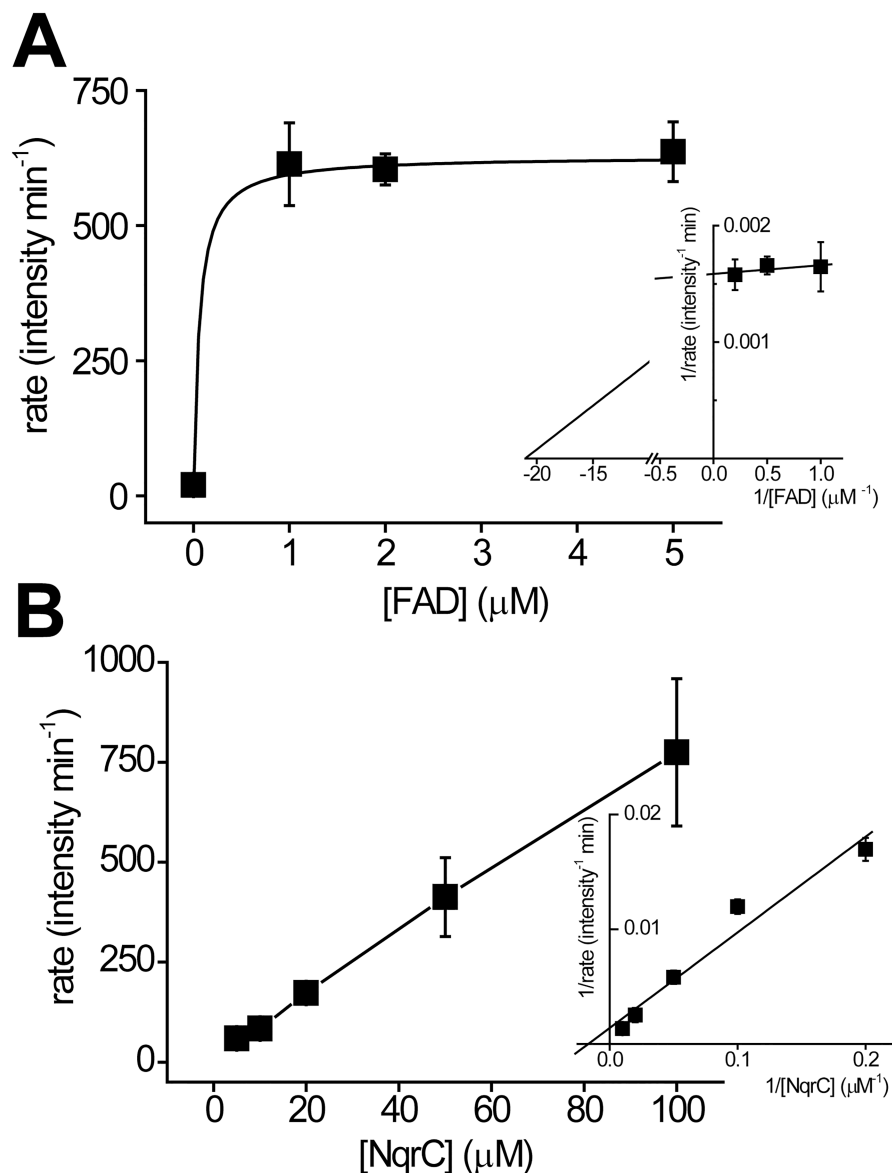 A
750
500
250
0
rate (intensity min⁻¹)
0 1 2 3 4 5
[FAD] (μM)
0.002
0.001
1/rate (intensity⁻¹ min)
-20 -15 -0.5 0.0 0.5 1.0
1/[FAD] (μM⁻¹)
B
1000
750
500
250
0
rate (intensity min⁻¹)
0 20 40 60 80 100
[NqrC] (μM)
0.02
0.01
1/rate (intensity⁻¹ min)
0.0 0.1 0.2
1/[NqrC] (μM⁻¹)